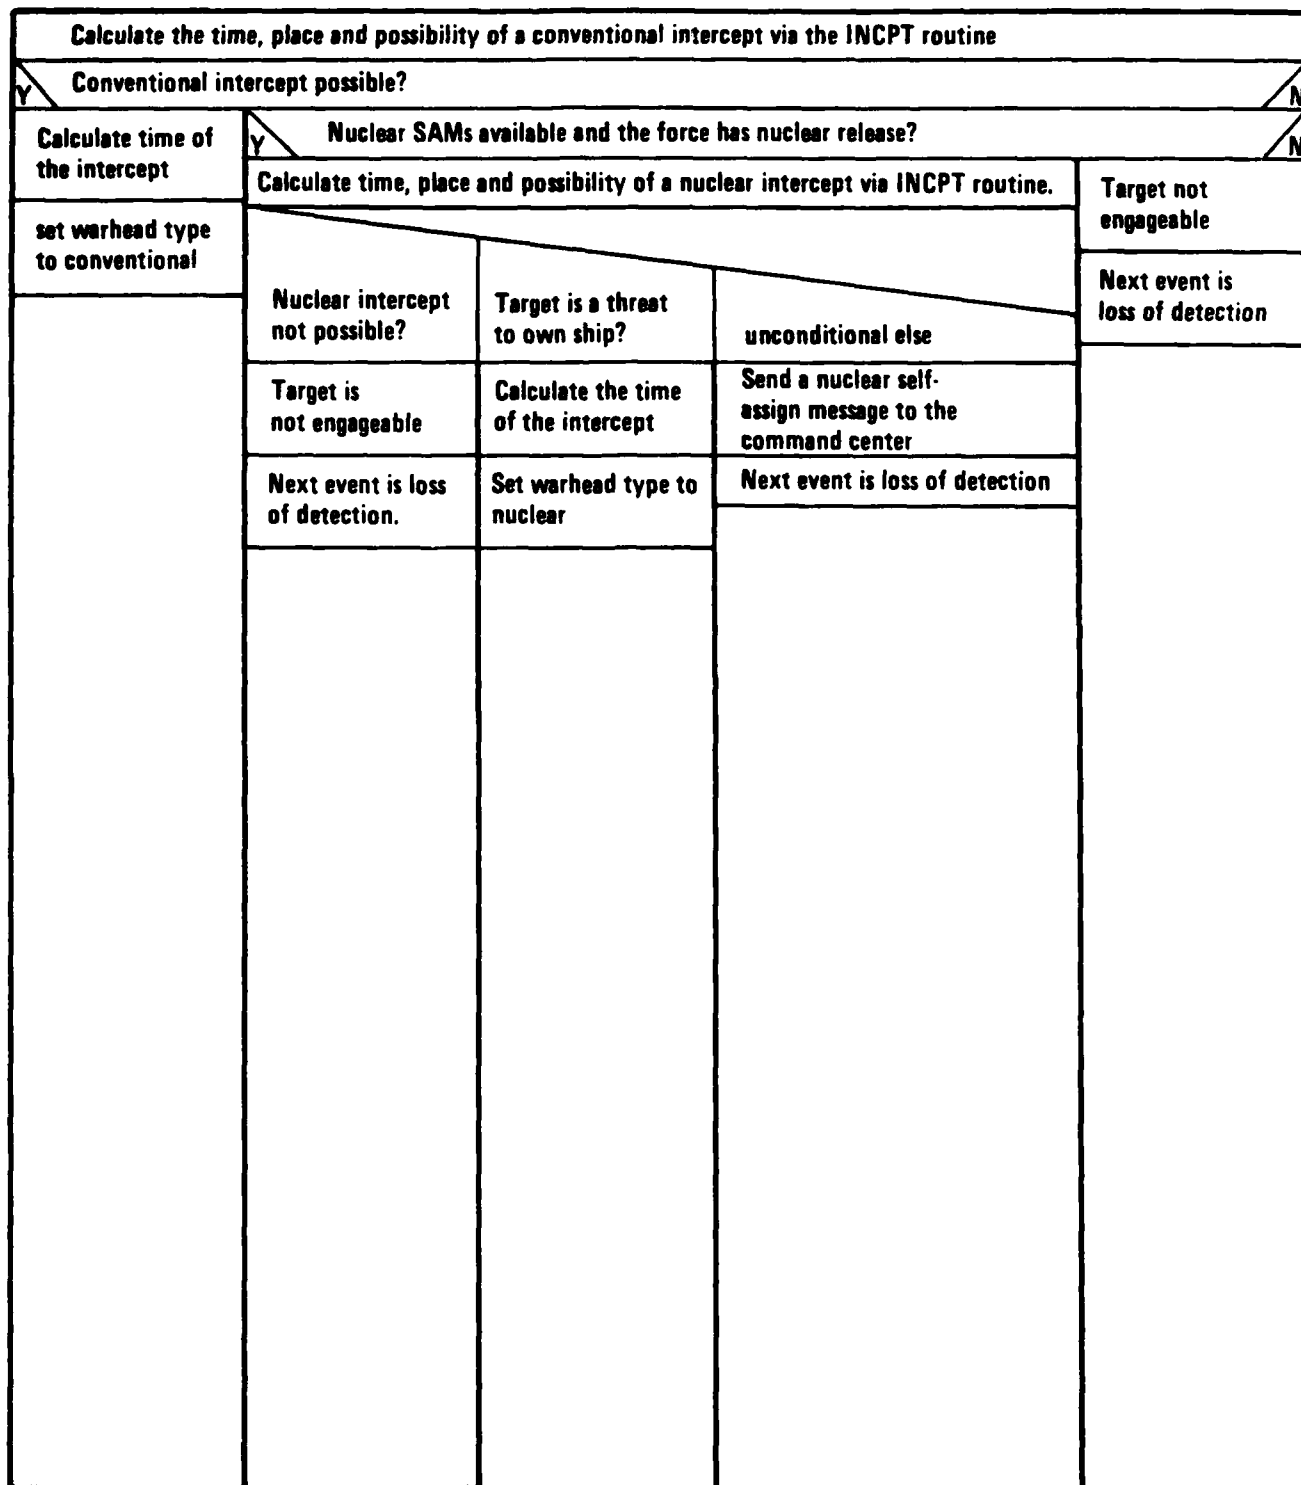 Calculate the time, place and possibility of a conventional intercept via the INCPT routine
Y
Conventional intercept possible?
N
Calculate time of
the intercept
set warhead type
to conventional
Y
Nuclear SAMs available and the force has nuclear release?
N
Calculate time, place and possibility of a nuclear intercept via INCPT routine.
Nuclear intercept
not possible?
Target is
not engageable
Next event is loss
of detection.
Target is a threat
to own ship?
Calculate the time
of the intercept
Set warhead type to
nuclear
unconditional else
Send a nuclear self-
assign message to the
command center
Next event is loss of detection
Target not
engageable
Next event is
loss of detection